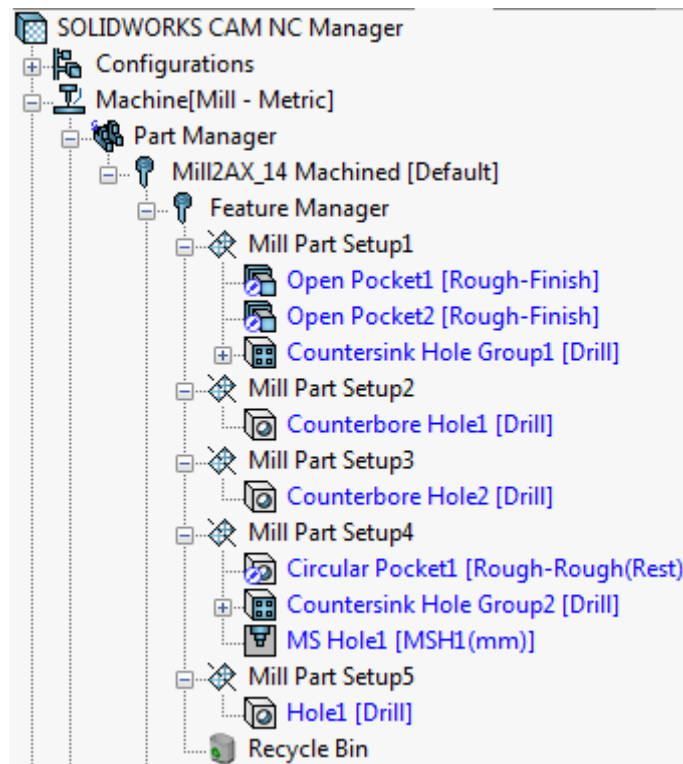 SOLIDWORKS CAM NC Manager
Configurations
Machine[Mill - Metric]
Part Manager
Mill2AX_14 Machined [Default]
Feature Manager
Mill Part Setup1
Open Pocket1 [Rough-Finish]
Open Pocket2 [Rough-Finish]
Countersink Hole Group1 [Drill]
Mill Part Setup2
Counterbore Hole1 [Drill]
Mill Part Setup3
Counterbore Hole2 [Drill]
Mill Part Setup4
Circular Pocket1 [Rough-Rough(Rest)
Countersink Hole Group2 [Drill]
MS Hole1 [MSH1(mm)]
Mill Part Setup5
Hole1 [Drill]
Recycle Bin